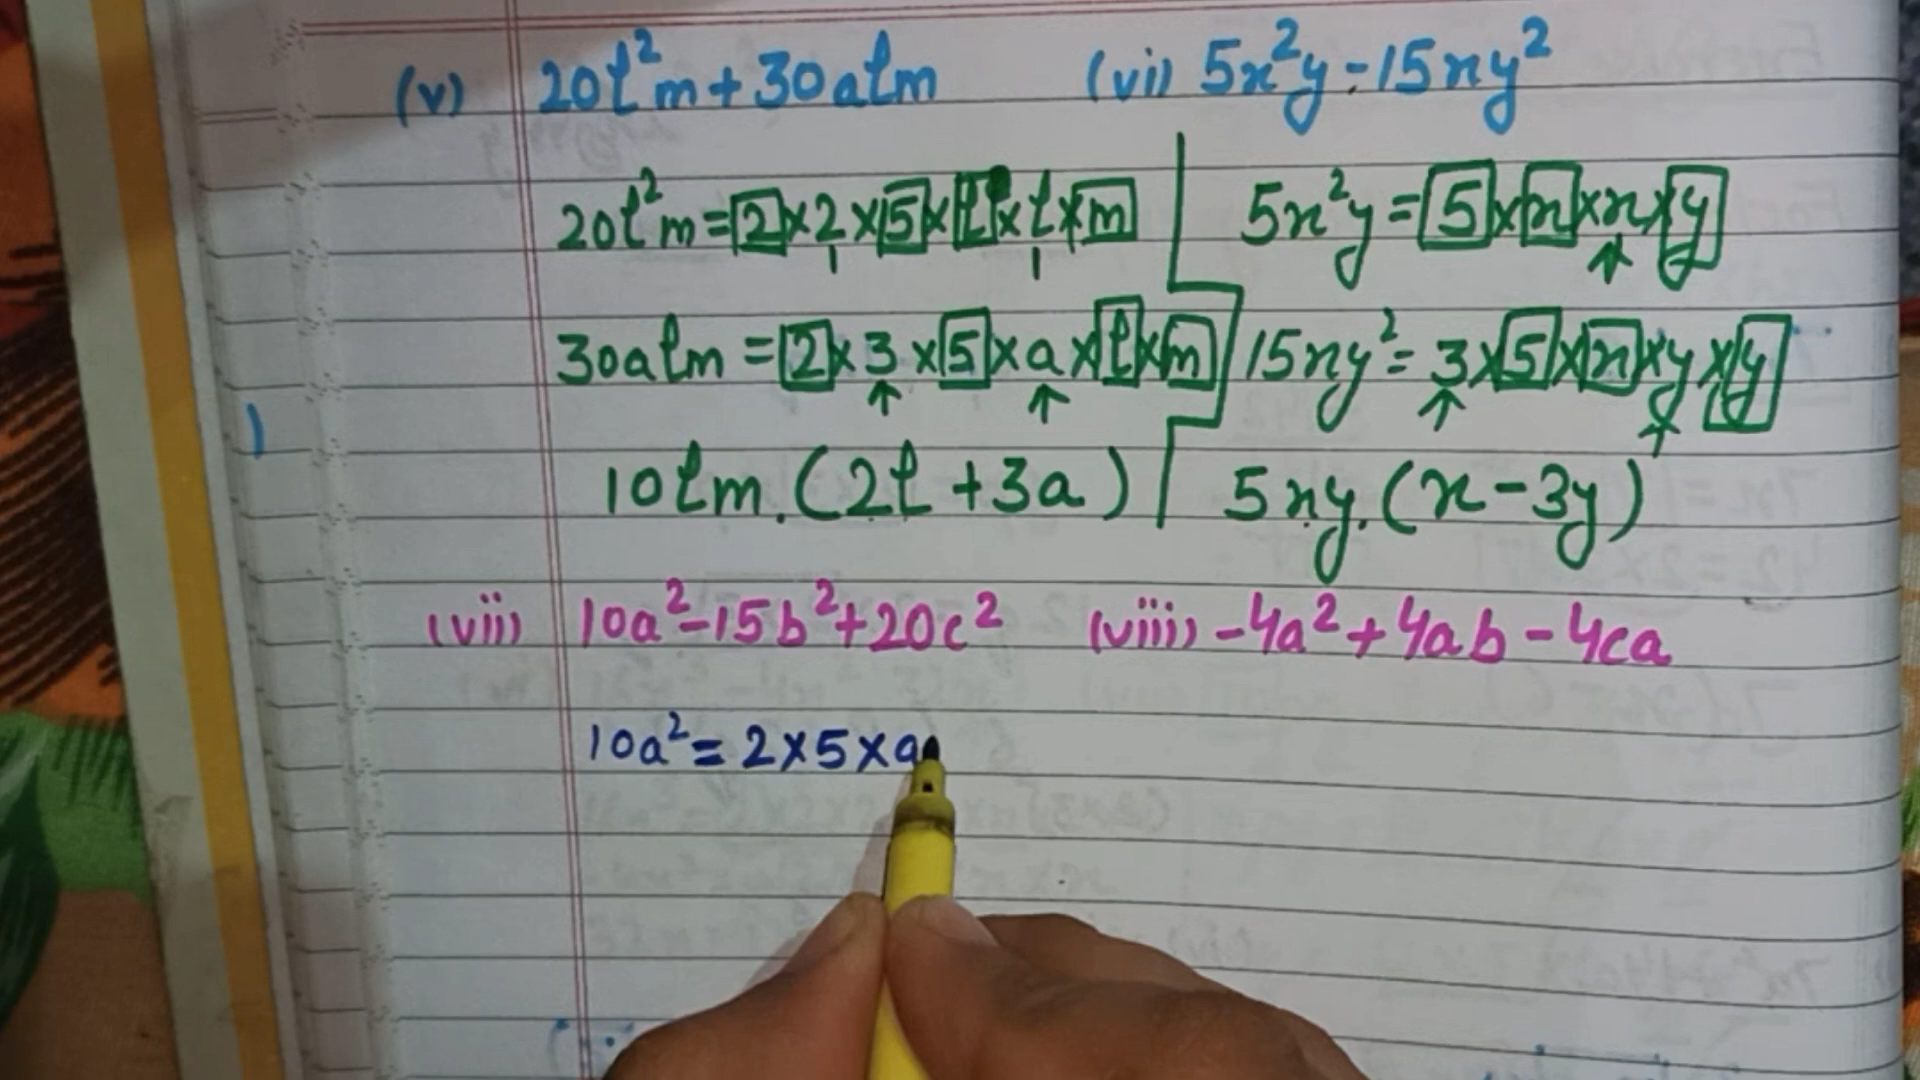 (v) 20l²m+30alm
(vii) 5x²y-15xy²
20l²m=2×2×5×l×l×m
5x²y=5×x×x×y
30alm=2×3×5×a×l×m
15xy²=3×5×x×y×y
10lm.(2l+3a)
5xy.(x-3y)
(vii) 10a²-15b²+20c²
(viii) -4a²+4ab-4ca
10a²=2×5×a